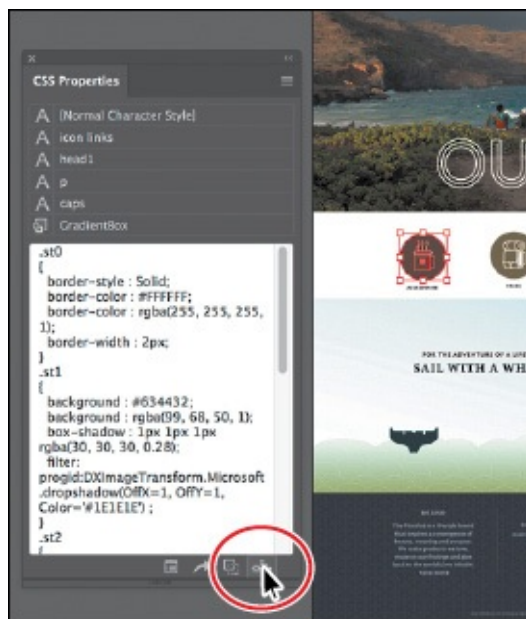 CSS Properties
[Normal Character Style]
icon links
head1
p
caps
GradientBox
.st0
{
border-style : Solid;
border-color : #FFFFFF;
border-color : rgba(255, 255, 255,
1);
border-width : 2px;
}
.st1
{
background : #634432;
background : rgba(99, 68, 50, 1);
box-shadow : 1px 1px 1px
rgba(30, 30, 30, 0.28);
filter:
progid:DXImageTransform.Microsoft
.dropshadow(OffX=1, OffY=1,
Color='#1E1E1E') ;
}
.st2
{
OU
FOR THE ADVENTURE OF A LIFE
SAIL WITH A WH